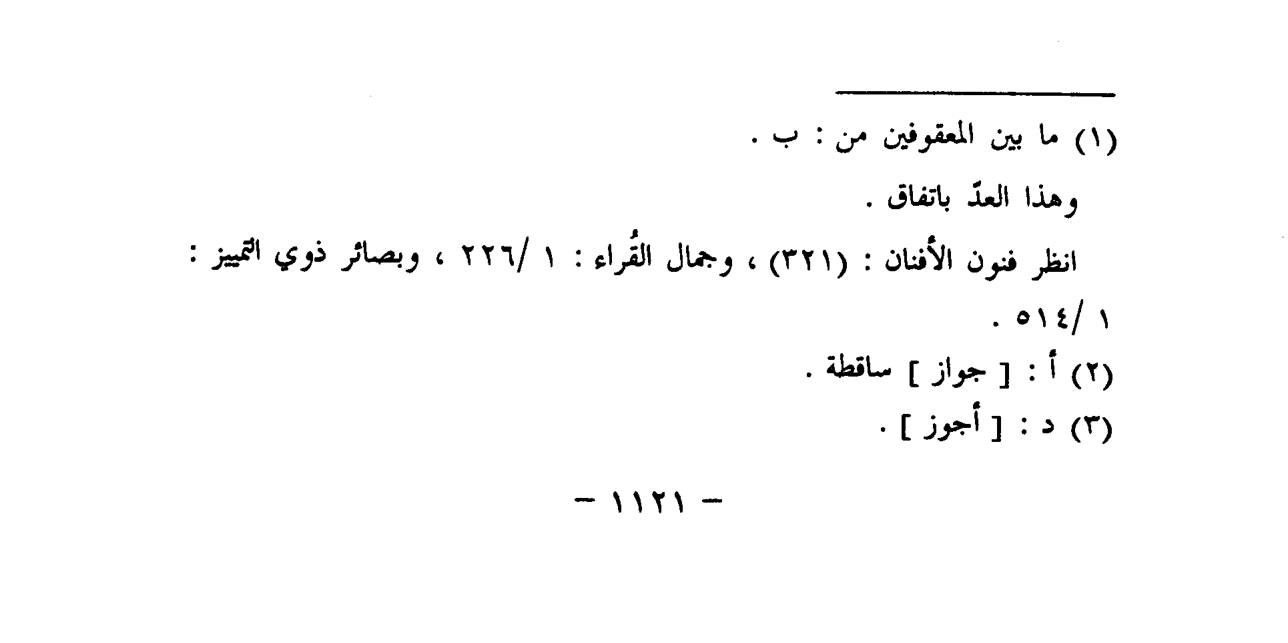 (١) ما بين المعقوفين من : ب .
وهذا العدّ باتفاق .
انظر فنون الأفنان : (٣٢١) ، وجمال القُراء : ١ /٢٢٦ ، وبصائر ذوي التمييز :
١ /٥١٤ .
(٢) أ : [ جواز ] ساقطة .
(٣) د : [ أجوز ] .
– ١١٢١ –